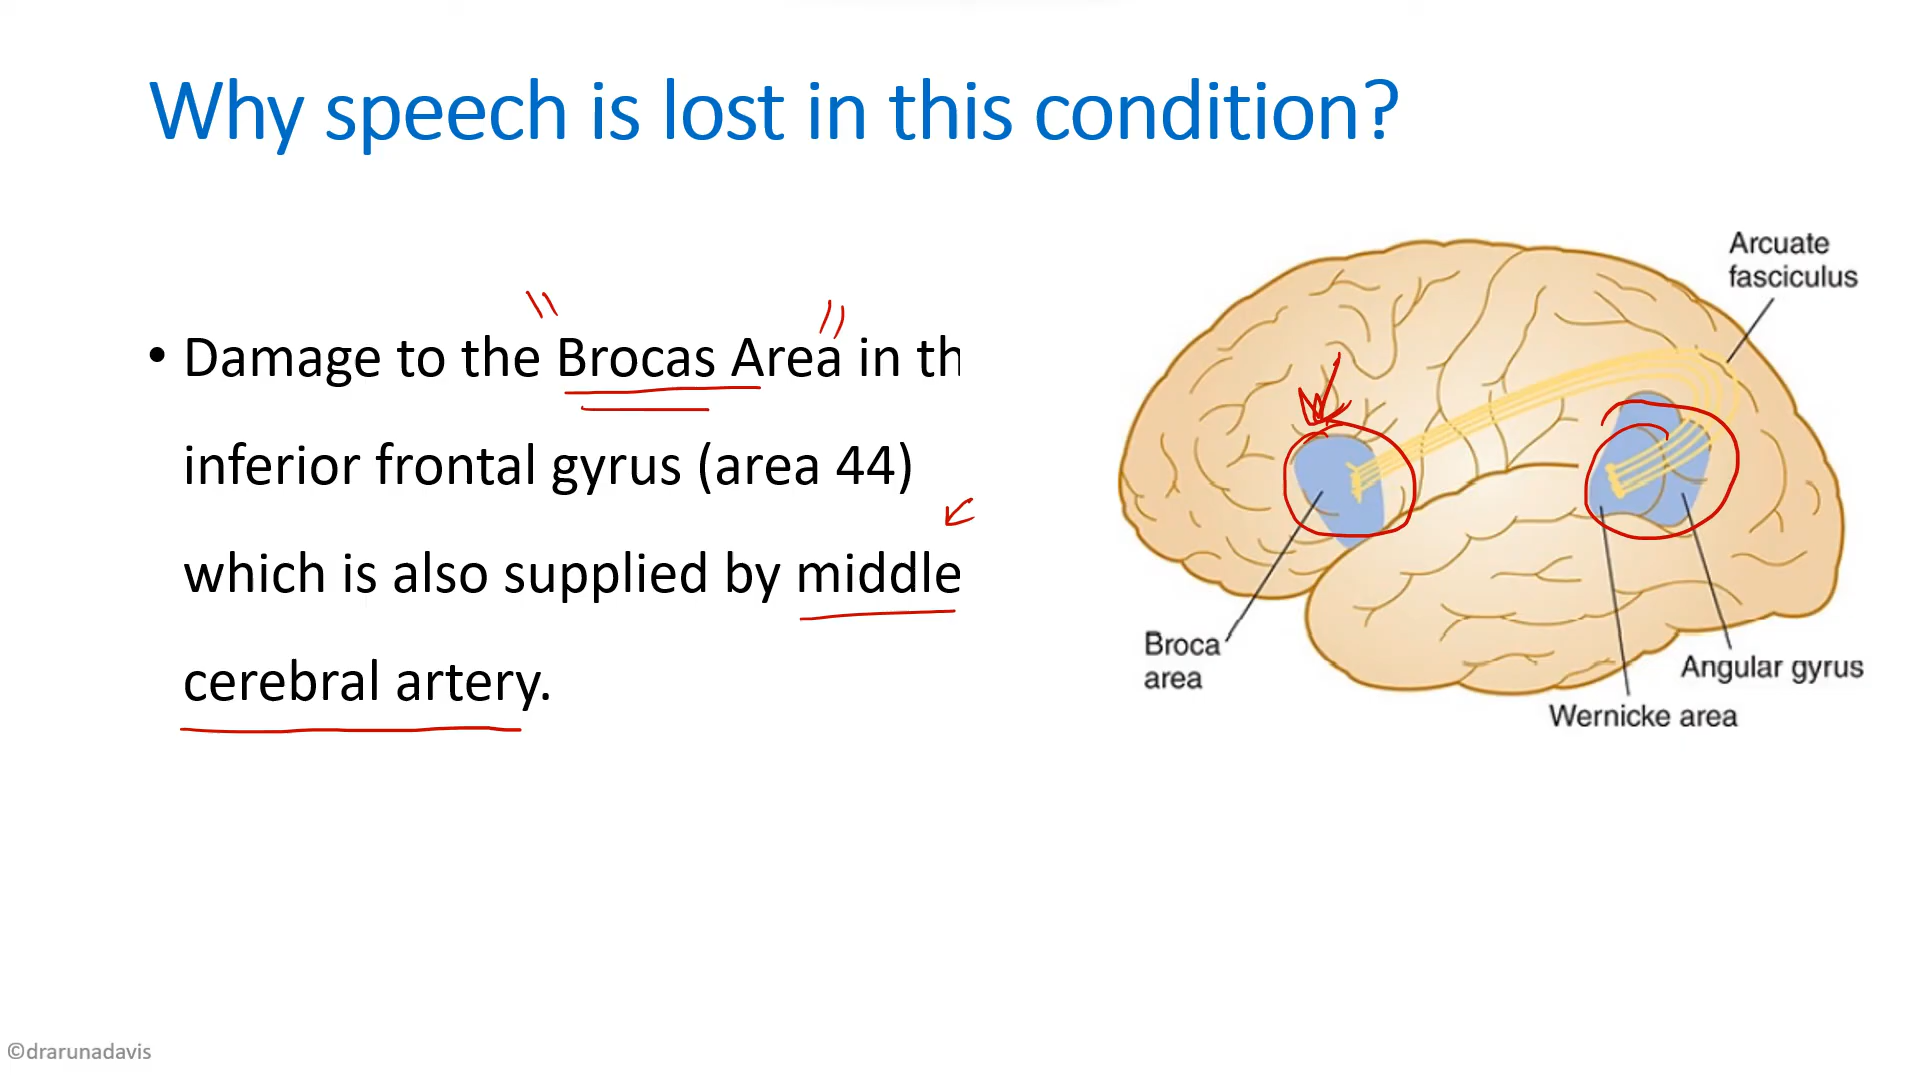 Why speech is lost in this condition?
• Damage to the Brocas Area in th
inferior frontal gyrus (area 44)
which is also supplied by middle
cerebral artery.
Arcuate
fasciculus
Broca
area
Angular gyrus
Wernicke area
©drarunadavis